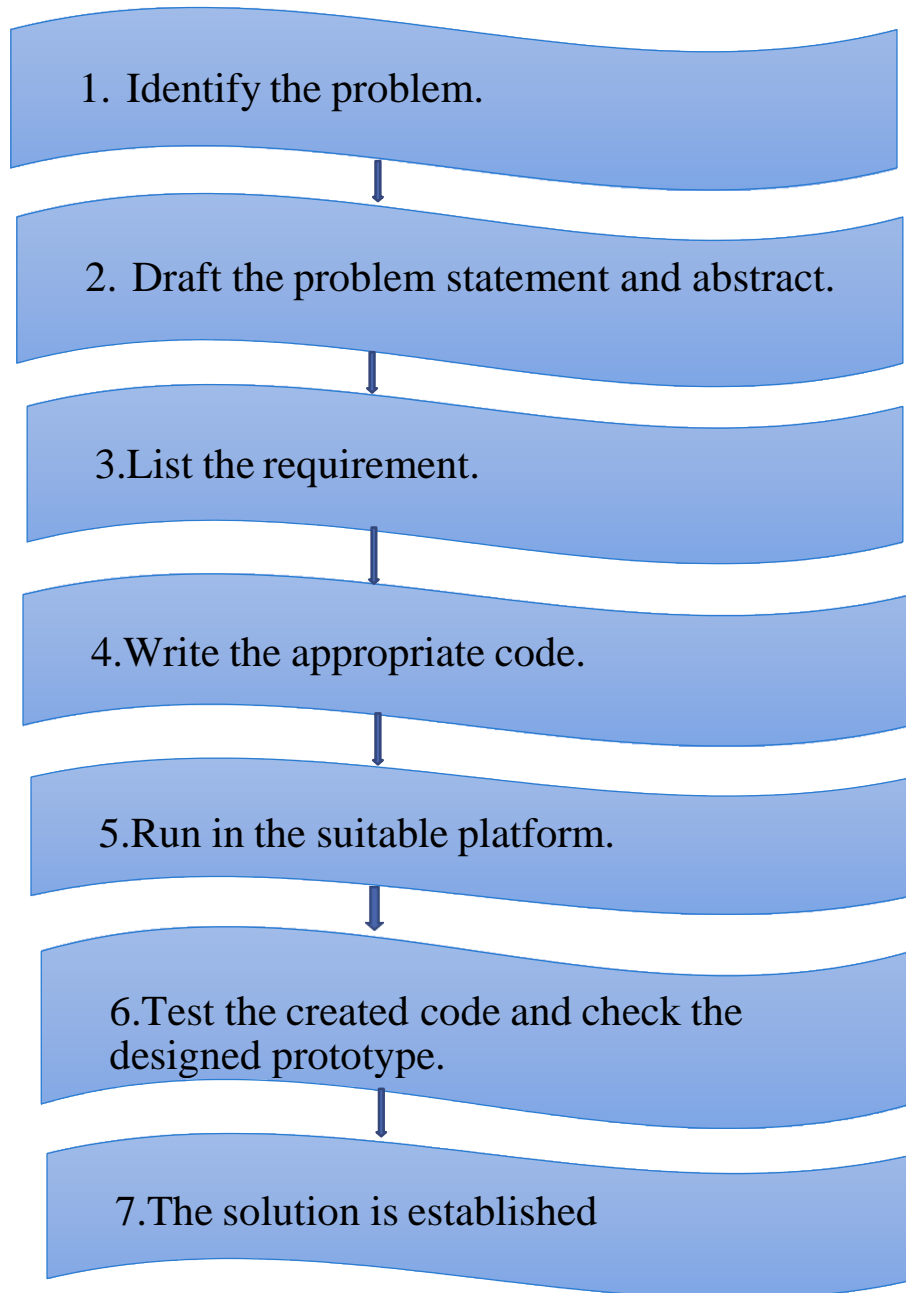 1. Identify the problem.
2. Draft the problem statement and abstract.
3.List the requirement.
4.Write the appropriate code.
5.Run in the suitable platform.
6.Test the created code and check the
designed prototype.
7.The solution is established